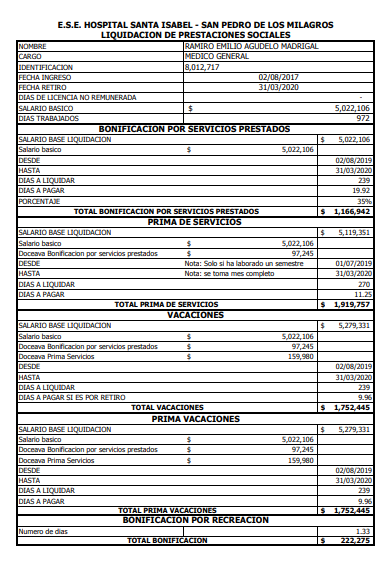 E.S.E. HOSPITAL SANTA ISABEL - SAN PEDRO DE LOS MILAGROS
LIQUIDACION DE PRESTACIONES SOCIALES
NOMBRE RAMIRO EMILIO AGUDELO MADRIGAL
CARGO MEDICO GENERAL
IDENTIFICACION 8,012,717
FECHA INGRESO 02/08/2017
FECHA RETIRO 31/03/2020
DIAS DE LICENCIA NO REMUNERADA -
SALARIO BASICO $ 5,022,106
DIAS TRABAJADOS 972
BONIFICACION POR SERVICIOS PRESTADOS
SALARIO BASE LIQUIDACION $ 5,022,106
Salario basico $ 5,022,106
DESDE 02/08/2019
HASTA 31/03/2020
DIAS A LIQUIDAR 239
DIAS A PAGAR 19.92
PORCENTAJE 35%
TOTAL BONIFICACION POR SERVICIOS PRESTADOS $ 1,166,942
PRIMA DE SERVICIOS
SALARIO BASE LIQUIDACION $ 5,119,351
Salario basico $ 5,022,106
Doceava Bonificacion por servicios prestados $ 97,245
DESDE Nota: Solo si ha laborado un semestre 01/07/2019
HASTA Nota: se toma mes completo 31/03/2020
DIAS A LIQUIDAR 270
DIAS A PAGAR 11.25
TOTAL PRIMA DE SERVICIOS $ 1,919,757
VACACIONES
SALARIO BASE LIQUIDACION $ 5,279,331
Salario basico $ 5,022,106
Doceava Bonificacion por servicios prestados $ 97,245
Doceava Prima Servicios $ 159,980
DESDE 02/08/2019
HASTA 31/03/2020
DIAS A LIQUIDAR 239
DIAS A PAGAR SI ES POR RETIRO 9.96
TOTAL VACACIONES $ 1,752,445
PRIMA VACACIONES
SALARIO BASE LIQUIDACION $ 5,279,331
Salario basico $ 5,022,106
Doceava Bonificacion por servicios prestados $ 97,245
Doceava Prima Servicios $ 159,980
DESDE 02/08/2019
HASTA 31/03/2020
DIAS A LIQUIDAR 239
DIAS A PAGAR 9.96
TOTAL PRIMA VACACIONES $ 1,752,445
BONIFICACION POR RECREACION
Numero de dias 1.33
TOTAL BONIFICACION $ 222,275